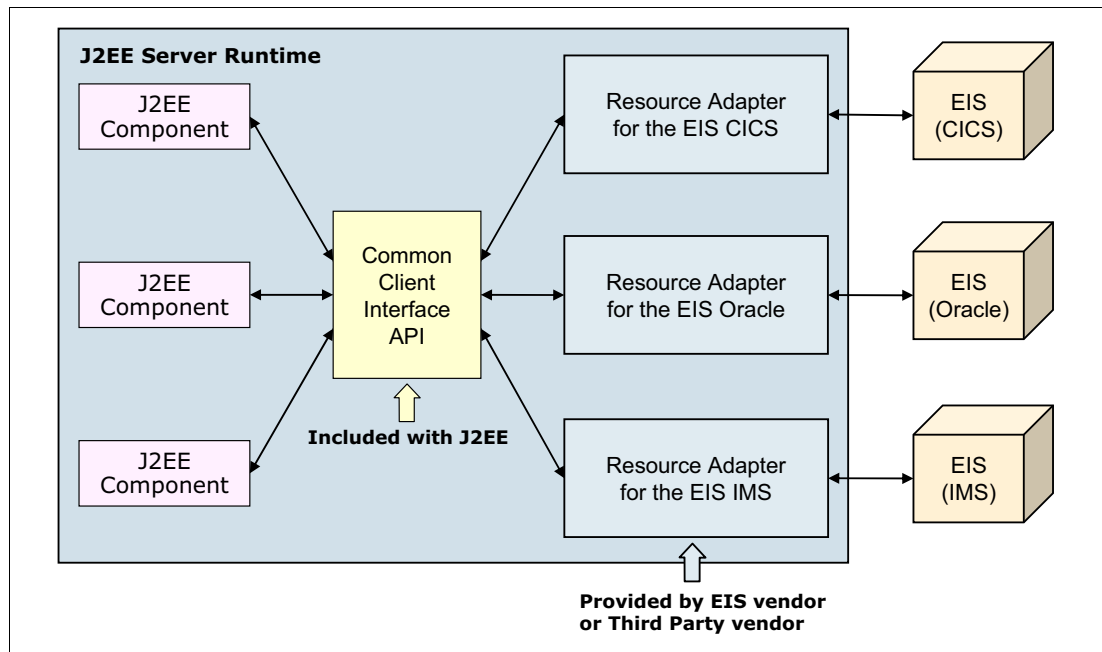 J2EE Server Runtime
J2EE
Component
Resource Adapter
for the EIS CICS
EIS
(CICS)
J2EE
Component
Common
Client
Interface
API
Resource Adapter
for the EIS Oracle
EIS
(Oracle)
Included with J2EE
J2EE
Component
Resource Adapter
for the EIS IMS
EIS
(IMS)
Provided by EIS vendor
or Third Party vendor